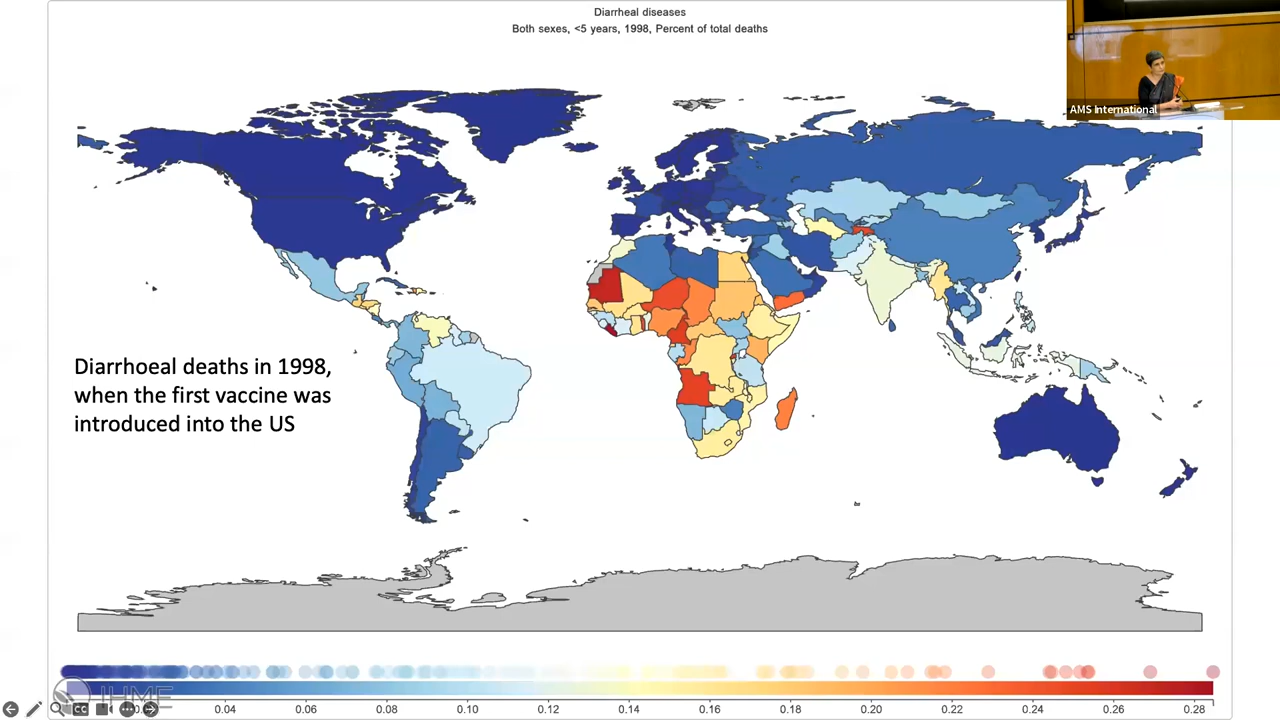 Diarrheal diseases
Both sexes, <5 years, 1998, Percent of total deaths
AMS International
Diarrhoeal deaths in 1998,
when the first vaccine was
introduced into the US
IHME
0.04 0.06 0.08 0.10 0.12 0.14 0.16 0.18 0.20 0.22 0.24 0.26 0.28
CC